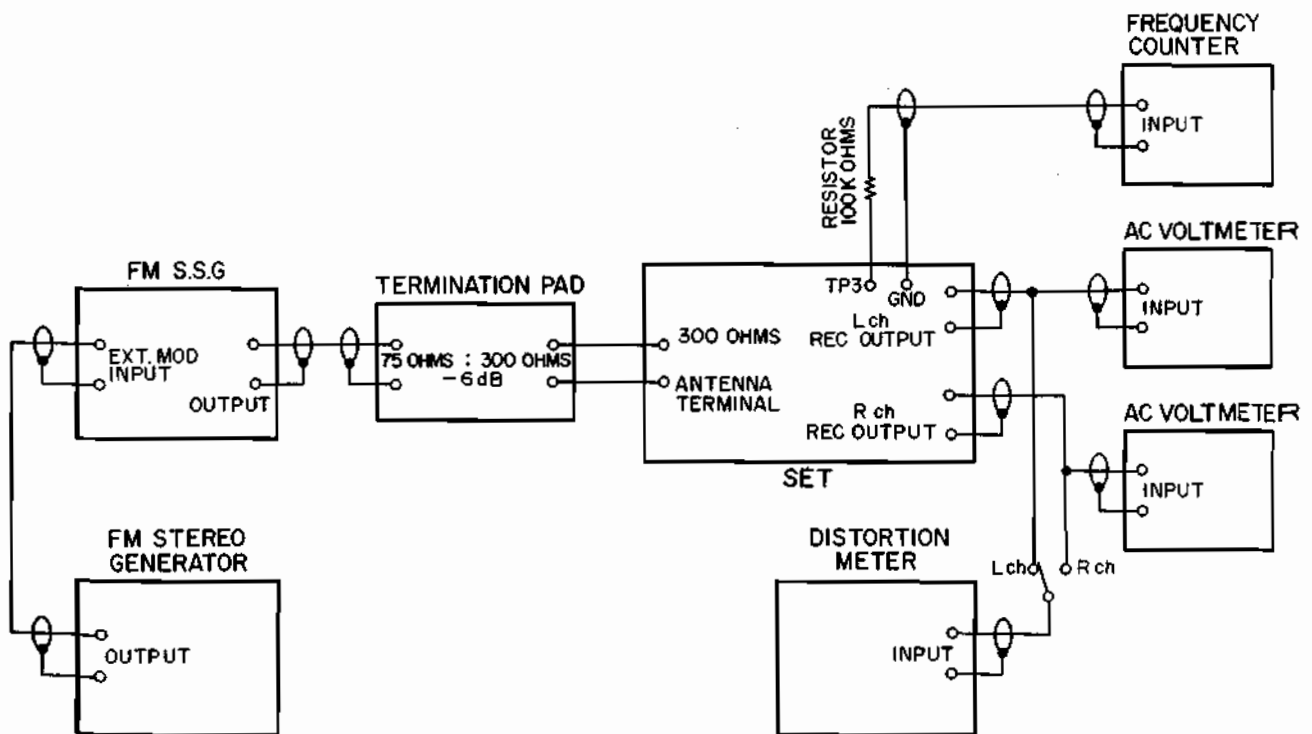 FREQUENCY
COUNTER
INPUT
RESISTOR
100K OHMS
AC VOLTMETER
INPUT
FM S.S.G
TERMINATION PAD
TP3
GND
EXT. MOD
INPUT
OUTPUT
75 OHMS : 300 OHMS
-6dB
300 OHMS
ANTENNA
TERMINAL
L ch
REC OUTPUT
R ch
REC OUTPUT
SET
AC VOLTMETER
INPUT
FM STEREO
GENERATOR
OUTPUT
DISTORTION
METER
L ch
R ch
INPUT